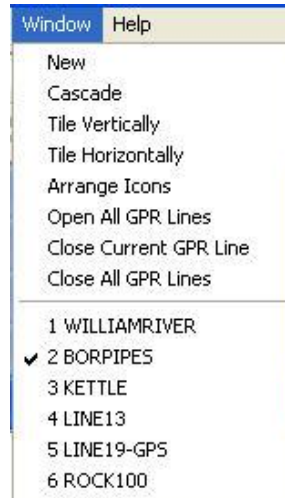 Window Help
New
Cascade
Tile Vertically
Tile Horizontally
Arrange Icons
Open All GPR Lines
Close Current GPR Line
Close All GPR Lines
1 WILLIAMRIVER
2 BORPIPES
3 KETTLE
4 LINE13
5 LINE19-GPS
6 ROCK100